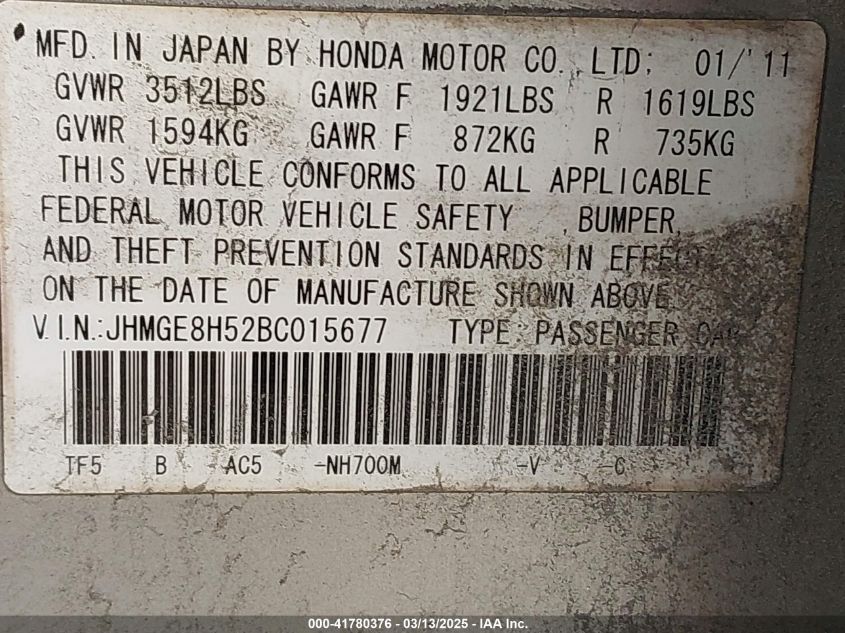 MFD. IN JAPAN BY HONDA MOTOR CO., LTD; 01/'11
GVWR 3512LBS GAWR F 1921LBS R 1619LBS
GVWR 1594KG GAWR F 872KG R 735KG
THIS VEHICLE CONFORMS TO ALL APPLICABLE
FEDERAL MOTOR VEHICLE SAFETY , BUMPER,
AND THEFT PREVENTION STANDARDS IN EFFECT
ON THE DATE OF MANUFACTURE SHOWN ABOVE
V.I.N.:JHMGE8H52BC015677 TYPE:PASSENGER CAR
TF5 B AC5 -NH700M -V -C
000-41780376 - 03/13/2025 - IAA Inc.